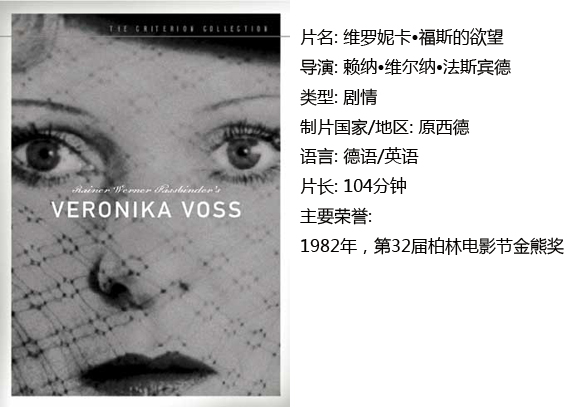 THE CRITERION COLLECTION
Rainer Werner Fassbinder's
VERONIKA VOSS
片名: 维罗妮卡•福斯的欲望
导演: 赖纳•维尔纳•法斯宾德
类型: 剧情
制片国家/地区: 原西德
语言: 德语/英语
片长: 104分钟
主要荣誉:
1982年，第32届柏林电影节金熊奖